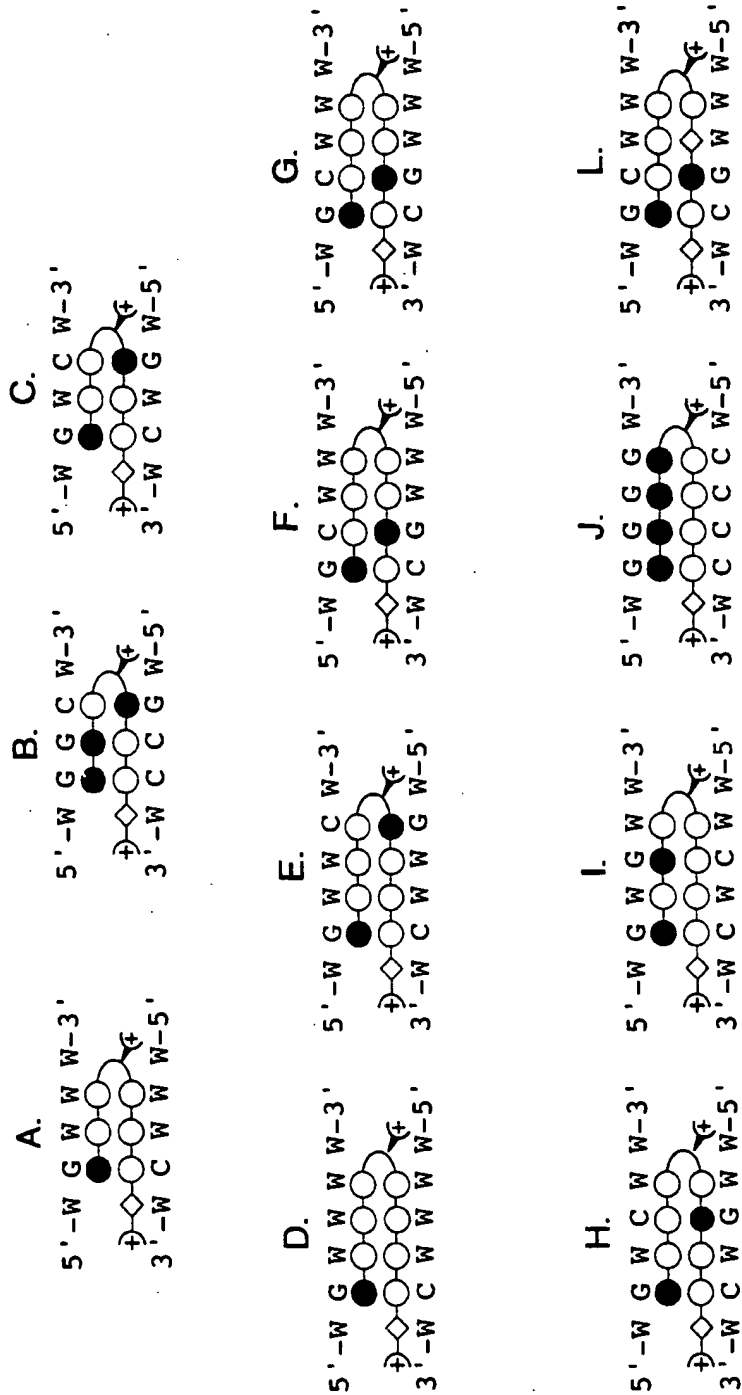 A.
5'-W G W W W-3'
+
+
3'-W C W W W-5'
B.
5'-W G G C W-3'
+
+
3'-W C C G W-5'
C.
5'-W G W C W-3'
+
+
3'-W C W G W-5'
D.
5'-W G W W W W-3'
+
+
3'-W C W W W W-5'
E.
5'-W G W W C W-3'
+
+
3'-W C W W G W-5'
F.
5'-W G C W W W-3'
+
+
3'-W C G W W W-5'
G.
5'-W G C W W W-3'
+
+
3'-W C G W W W-5'
H.
5'-W G W C W W-3'
+
+
3'-W C W G W W-5'
I.
5'-W G W G W W-3'
+
+
3'-W C W C W W-5'
J.
5'-W G G G G W-3'
+
+
3'-W C C C C W-5'
L.
5'-W G C W W W-3'
+
+
3'-W C G W W W-5'